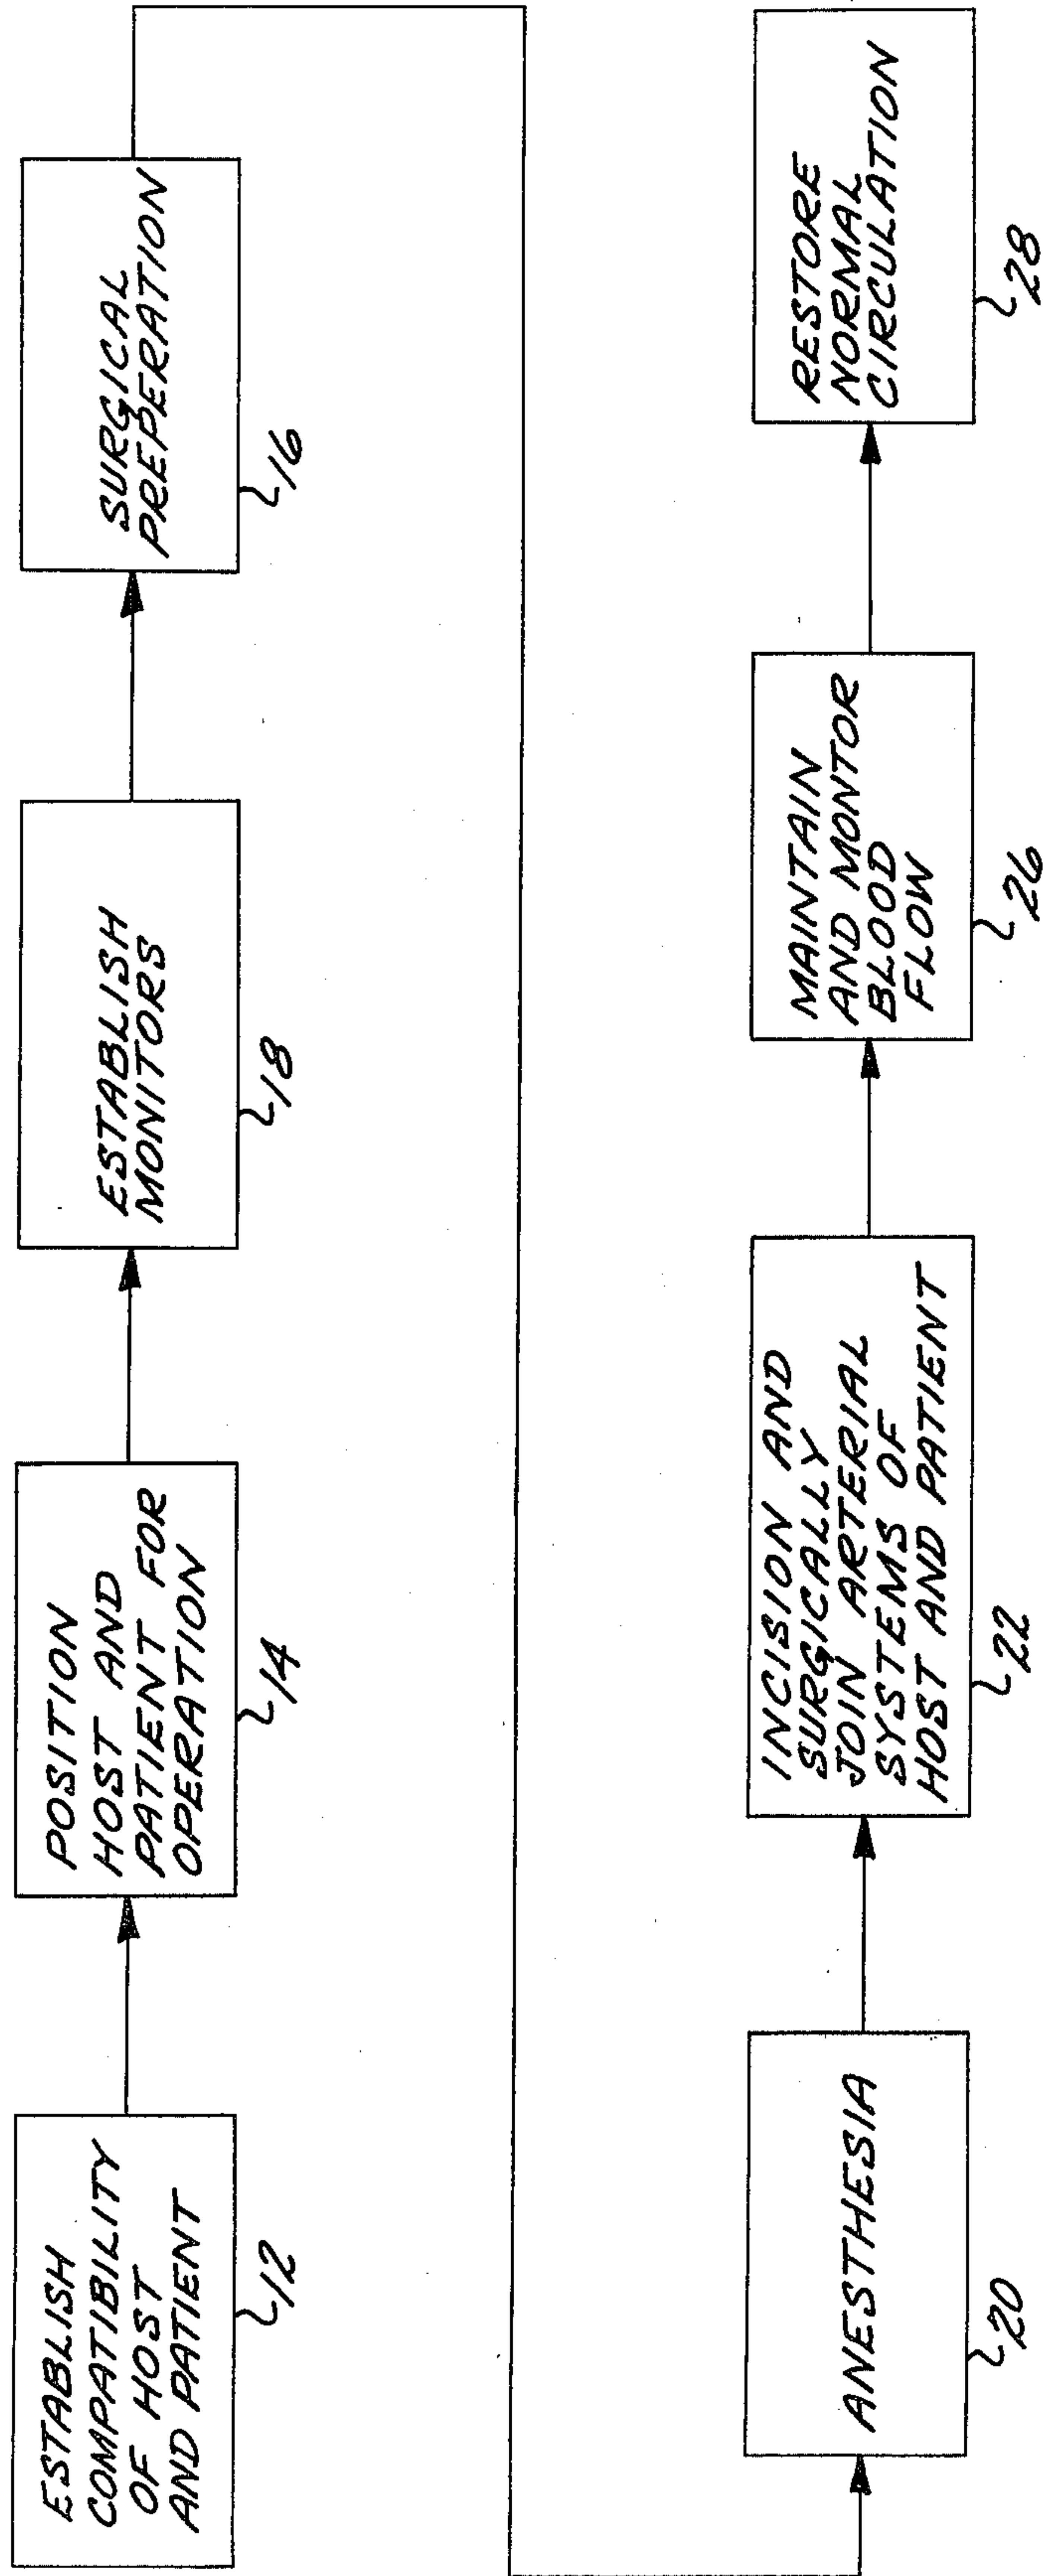 ESTABLISH
COMPATIBILITY
OF HOST
AND PATIENT
12
POSITION
HOST AND
PATIENT FOR
OPERATION
14
ESTABLISH
MONITORS
18
SURGICAL
PREPERATION
16
ANESTHESIA
20
INCISION AND
SURGICALLY
JOIN ARTERIAL
SYSTEMS OF
HOST AND PATIENT
22
MAINTAIN
AND MONTOR
BLOOD
FLOW
26
RESTORE
NORMAL
CIRCULATION
28